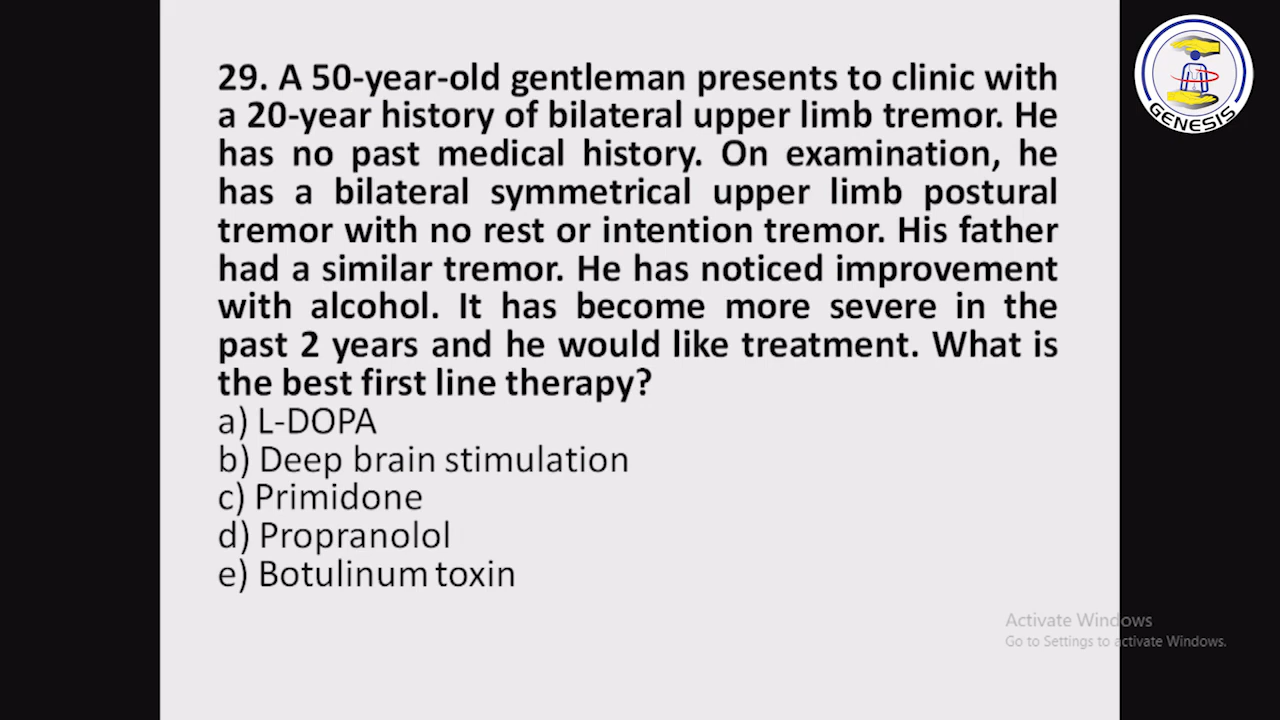 29. A 50-year-old gentleman presents to clinic with
a 20-year history of bilateral upper limb tremor. He
has no past medical history. On examination, he
has a bilateral symmetrical upper limb postural
tremor with no rest or intention tremor. His father
had a similar tremor. He has noticed improvement
with alcohol. It has become more severe in the
past 2 years and he would like treatment. What is
the best first line therapy?
a) L-DOPA
b) Deep brain stimulation
c) Primidone
d) Propranolol
e) Botulinum toxin
GENESIS
Activate Windows
Go to Settings to activate Windows.